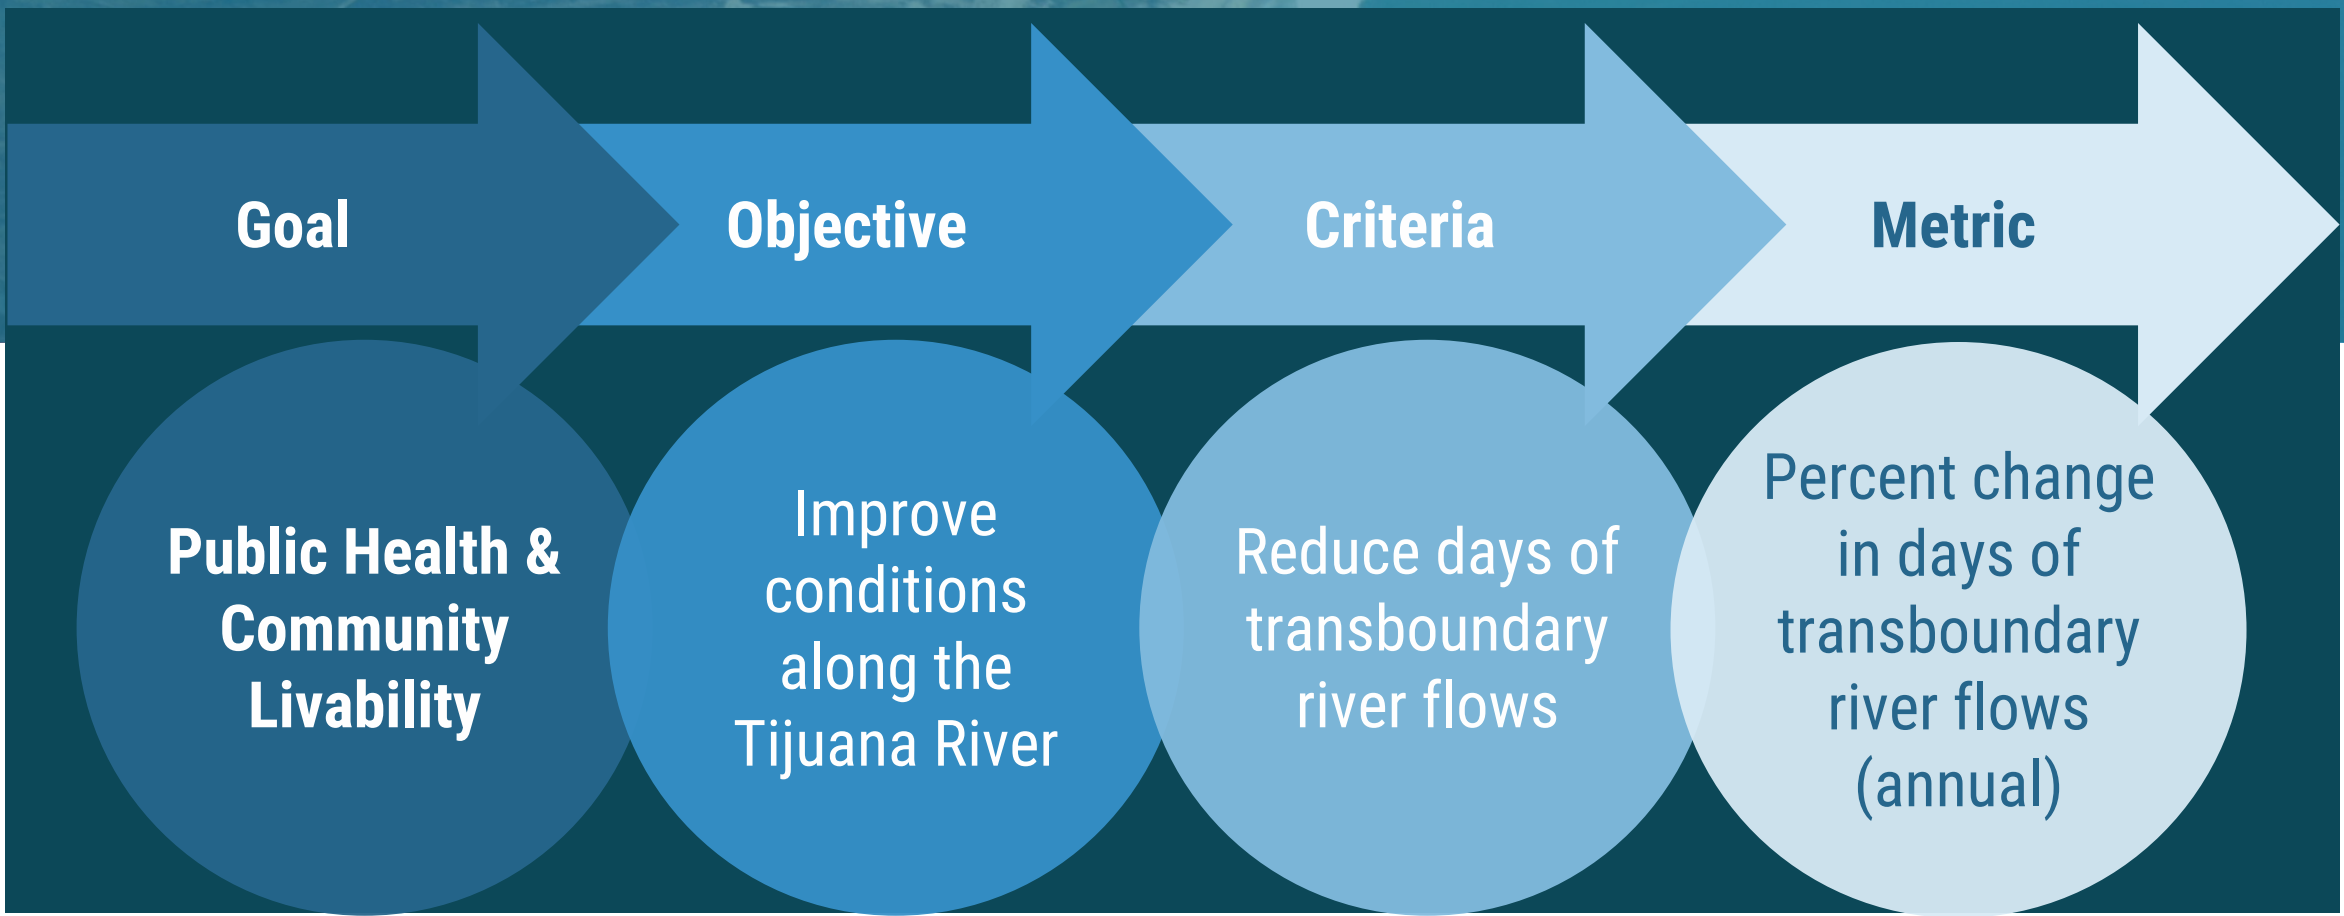 Goal
Objective
Criteria
Metric
Public Health &
Community
Livability
Improve
conditions
along the
Tijuana River
Reduce days of
transboundary
river flows
Percent change
in days of
transboundary
river flows
(annual)